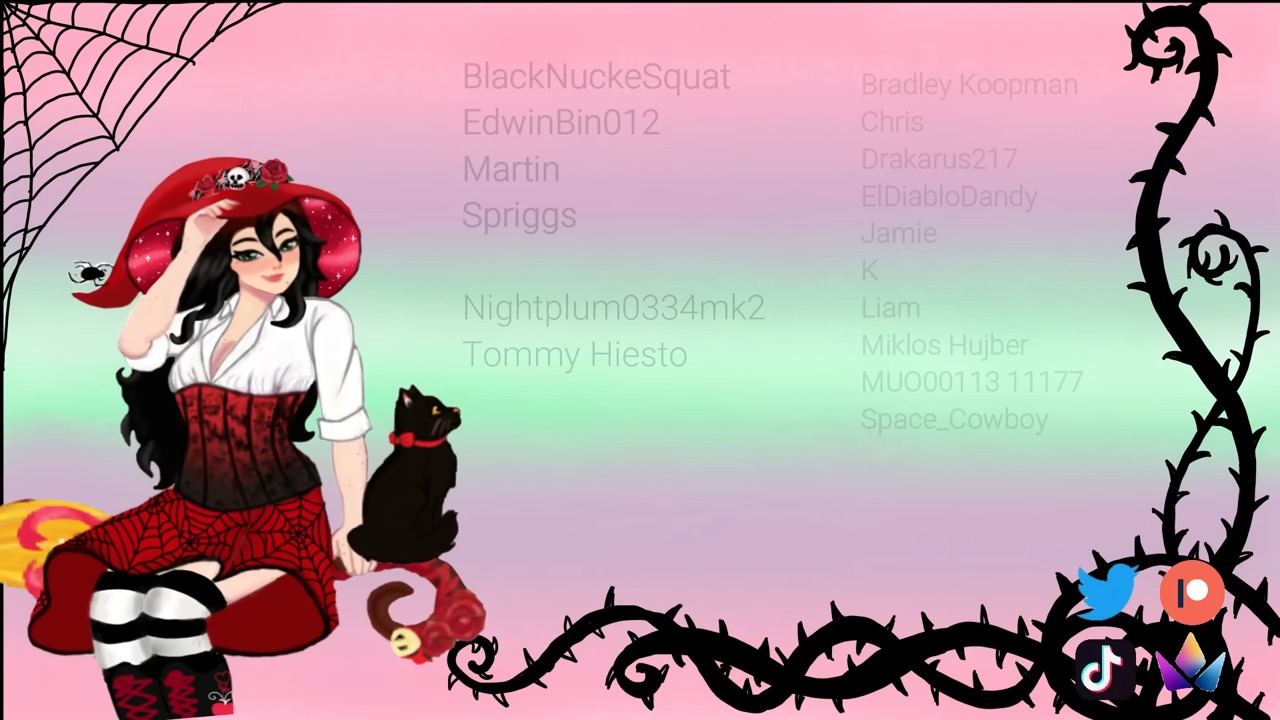 BlackNuckeSquat
EdwinBin012
Martin
Spriggs
Nightplum0334mk2
Tommy Hiesto
Bradley Koopman
Chris
Drakarus217
ElDiabloDandy
Jamie
K
Liam
Miklos Hujber
MUO00113 11177
Space_Cowboy